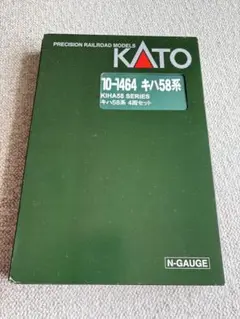 PRECISION RAILROAD MODELS
KATO
10-1464 キハ58系
KIHA58 SERIES
キハ58系 4両セット
N-GAUGE